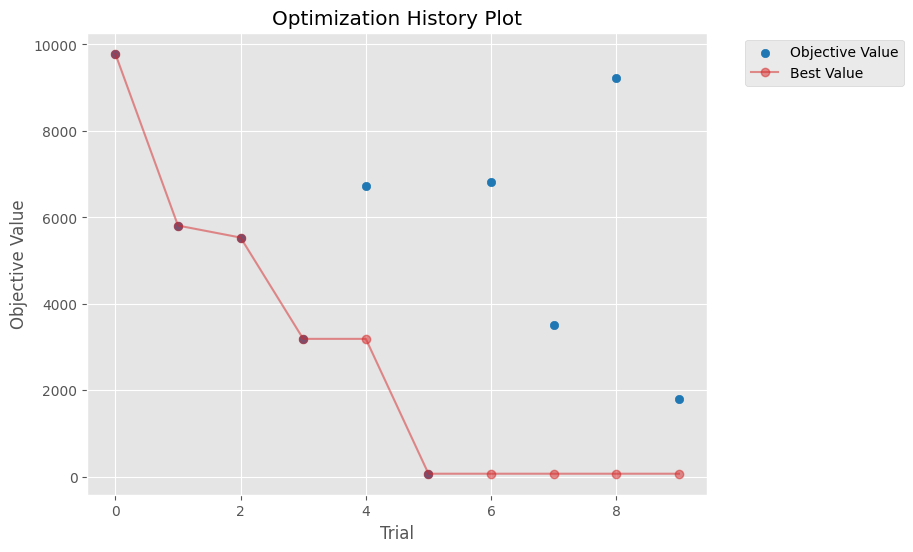 Optimization History Plot
Objective Value
Best Value
10000
8000
6000
4000
2000
0
Objective Value
0 2 4 6 8
Trial